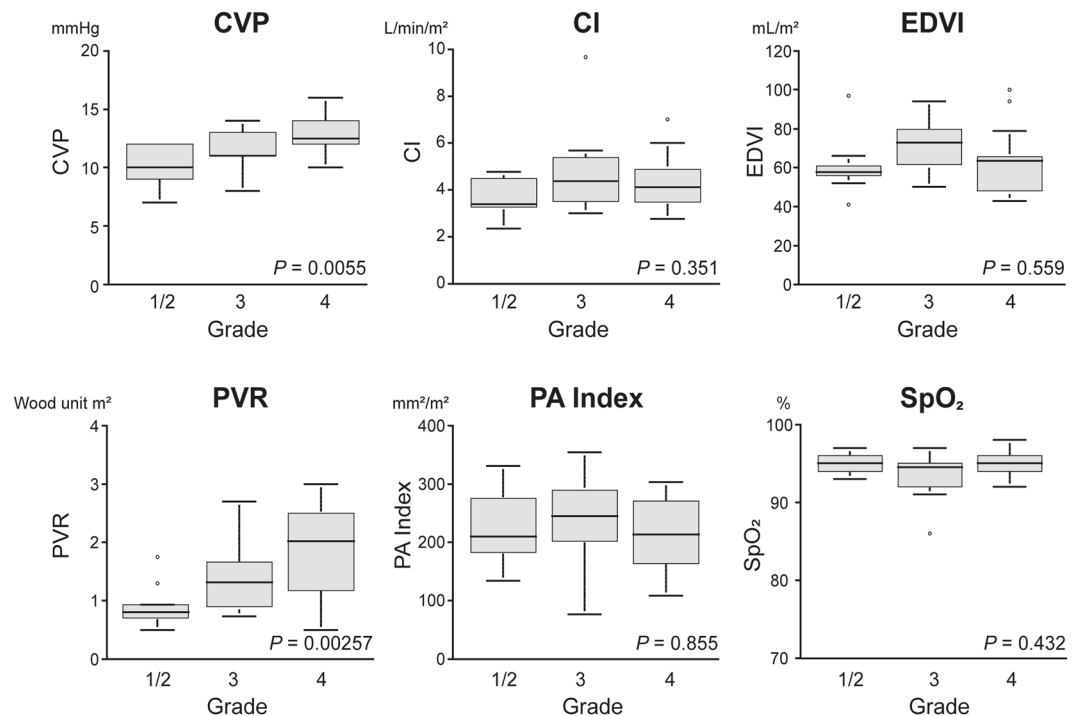 CVP
mmHg
20
15
10
5
0
CVP
P = 0.0055
1/2 3 4
Grade
CI
L/min/m²
10
8
6
4
2
0
CI
P = 0.351
1/2 3 4
Grade
EDVI
mL/m²
120
100
80
60
40
20
0
EDVI
P = 0.559
1/2 3 4
Grade
PVR
Wood unit m²
4
3
2
1
0
PVR
P = 0.00257
1/2 3 4
Grade
PA Index
mm²/m²
400
300
200
100
0
PA Index
P = 0.855
1/2 3 4
Grade
SpO₂
%
100
90
80
70
SpO₂
P = 0.432
1/2 3 4
Grade